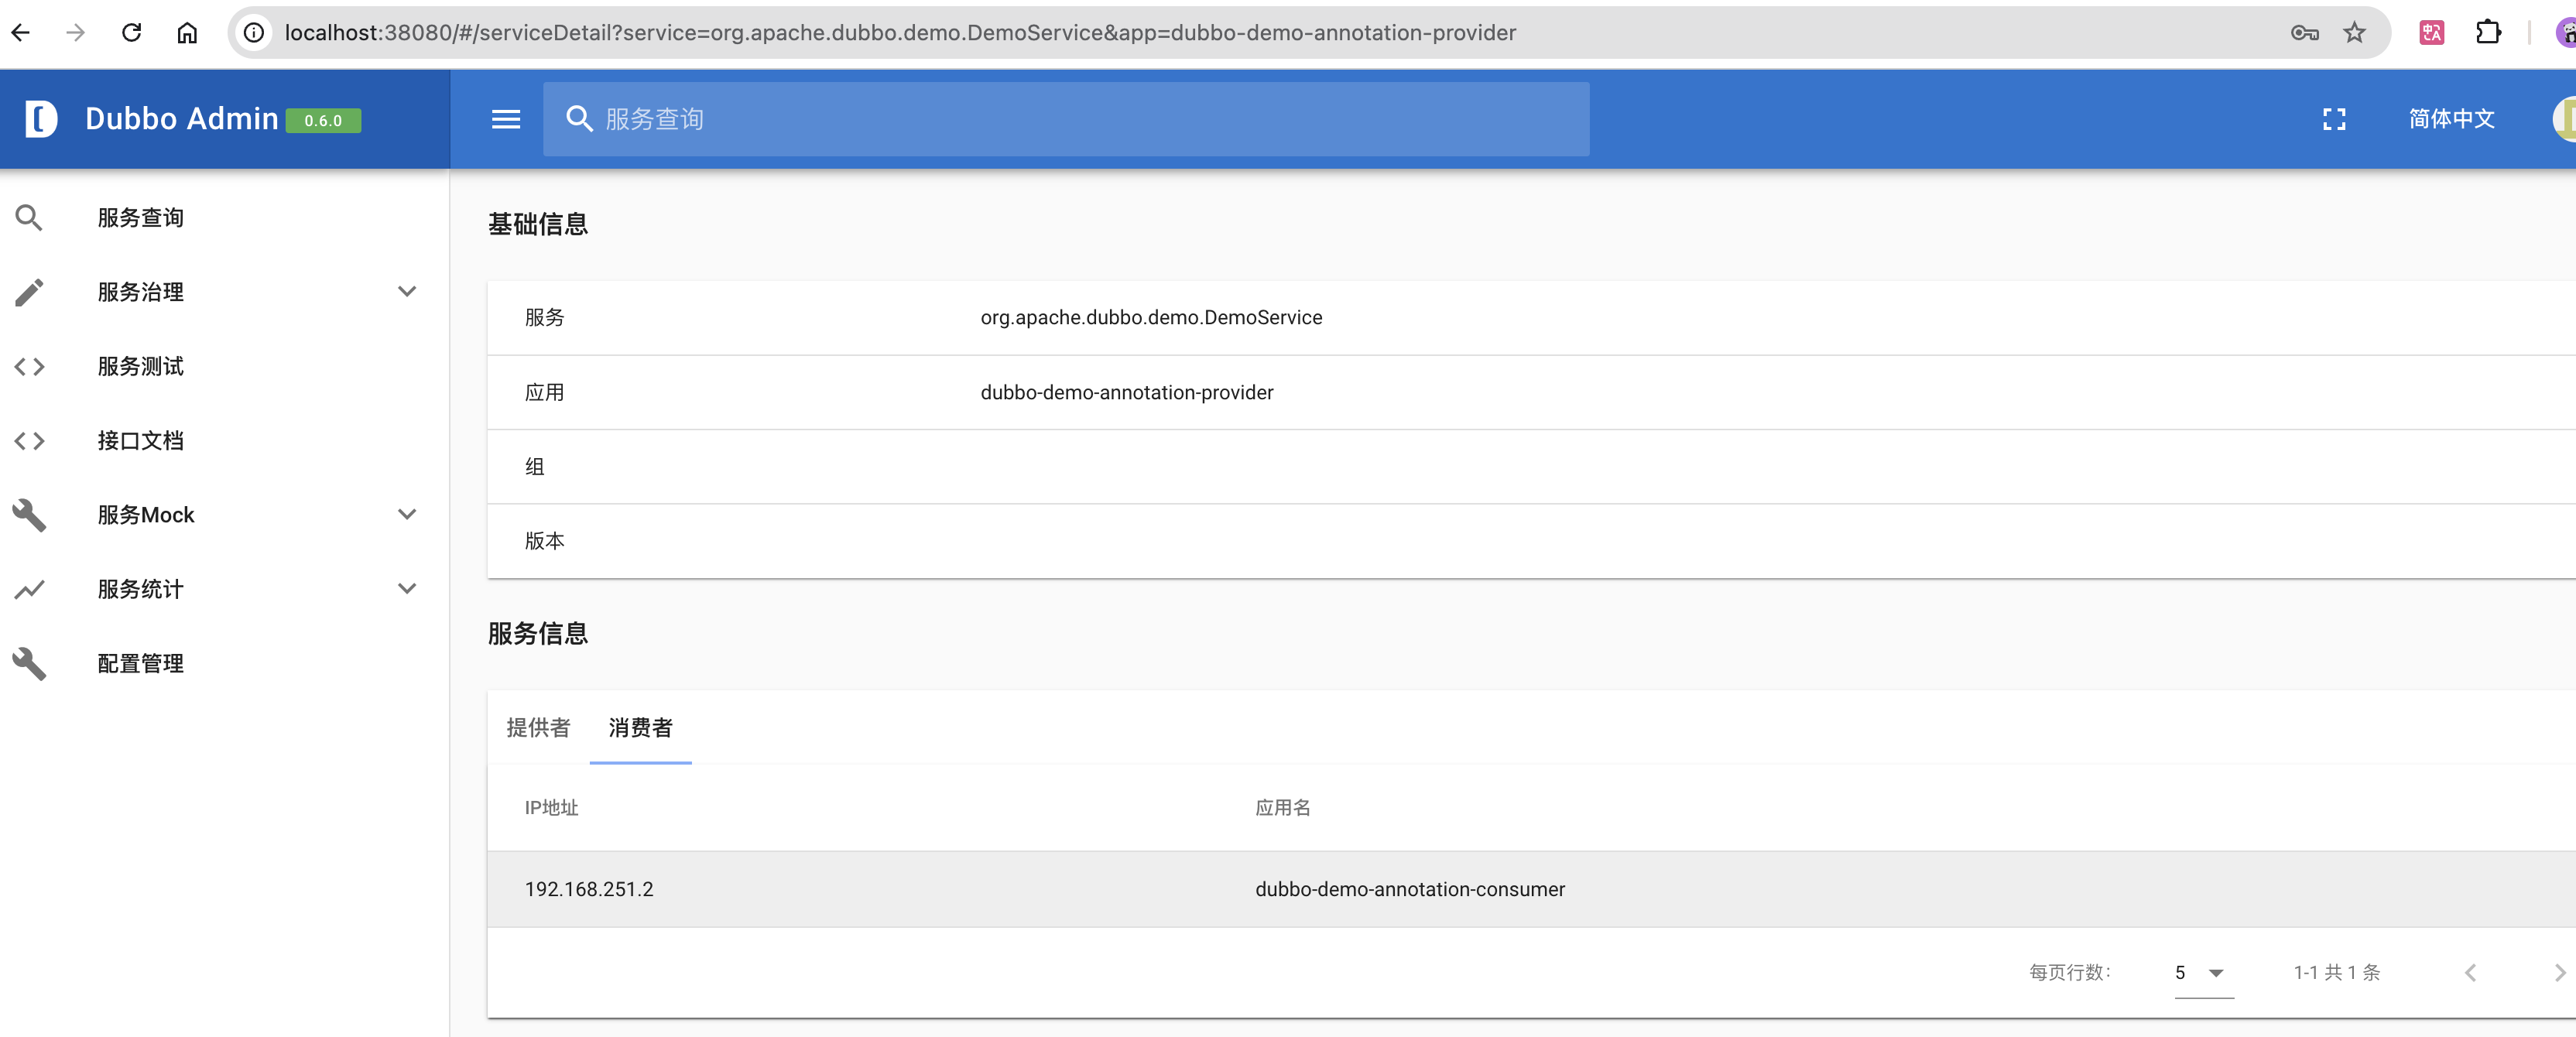 localhost:38080/#/serviceDetail?service=org.apache.dubbo.demo.DemoService&app=dubbo-demo-annotation-provider
Dubbo Admin 0.6.0
服务查询
简体中文
服务查询
服务治理
服务测试
接口文档
服务Mock
服务统计
配置管理
基础信息
服务 org.apache.dubbo.demo.DemoService
应用 dubbo-demo-annotation-provider
组
版本
服务信息
提供者 消费者
IP地址 应用名
192.168.251.2 dubbo-demo-annotation-consumer
每页行数: 5 1-1 共 1 条